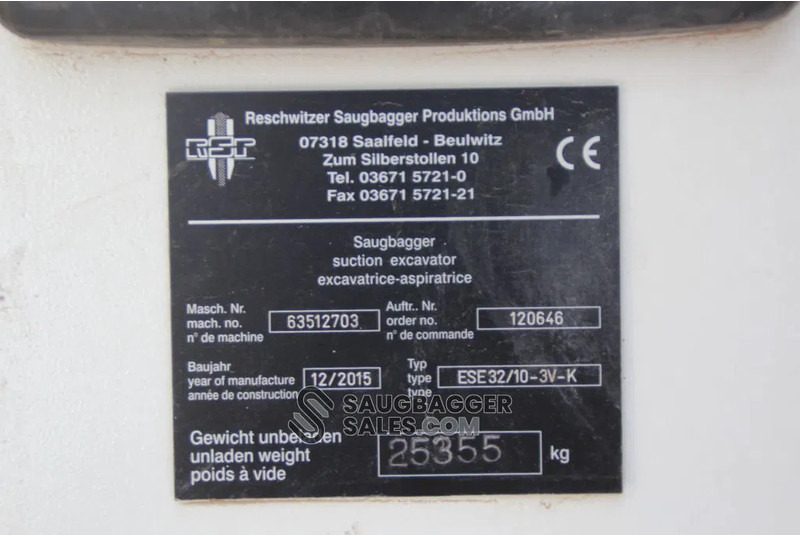 RSP
Reschwitzer Saugbagger Produktions GmbH
07318 Saalfeld - Beulwitz
Zum Silberstollen 10
Tel. 03671 5721-0
Fax 03671 5721-21
CE
Saugbagger
suction excavator
excavatrice-aspiratrice
Masch. Nr.
mach. no.
n° de machine
63512703
Auftr.. Nr.
order no.
n° de commande
120646
Baujahr
year of manufacture
année de construction
12/2015
Typ
type
type
ESE32/10-3V-K
SAUGBAGGER
SALES.COM
Gewicht unbeladen
unladen weight
poids à vide
25355
kg